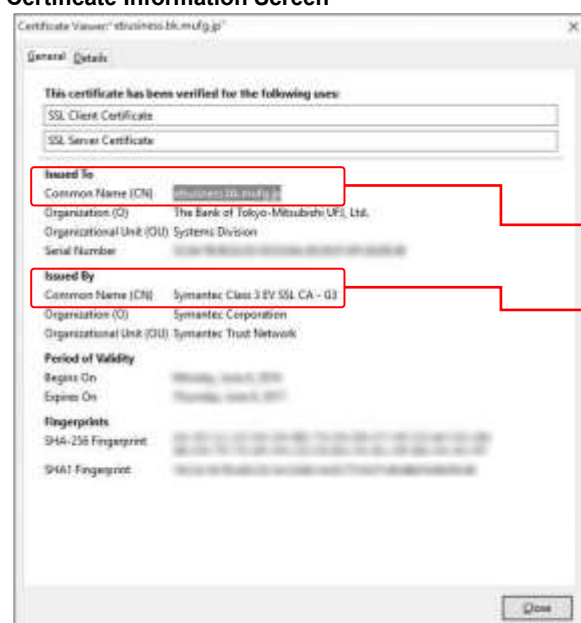 Certificate Information Screen
Certificate Viewer:"ebusiness.bk.mufg.jp"
General Details
This certificate has been verified for the following uses:
SSL Client Certificate
SSL Server Certificate
Issued To
Common Name (CN) ebusiness.bk.mufg.jp
Organization (O) The Bank of Tokyo-Mitsubishi UFJ, Ltd.
Organizational Unit (OU) Systems Division
Serial Number
Issued By
Common Name (CN) Symantec Class 3 EV SSL CA - G3
Organization (O) Symantec Corporation
Organizational Unit (OU) Symantec Trust Network
Period of Validity
Begins On
Expires On
Fingerprints
SHA-256 Fingerprint
SHA1 Fingerprint
Close